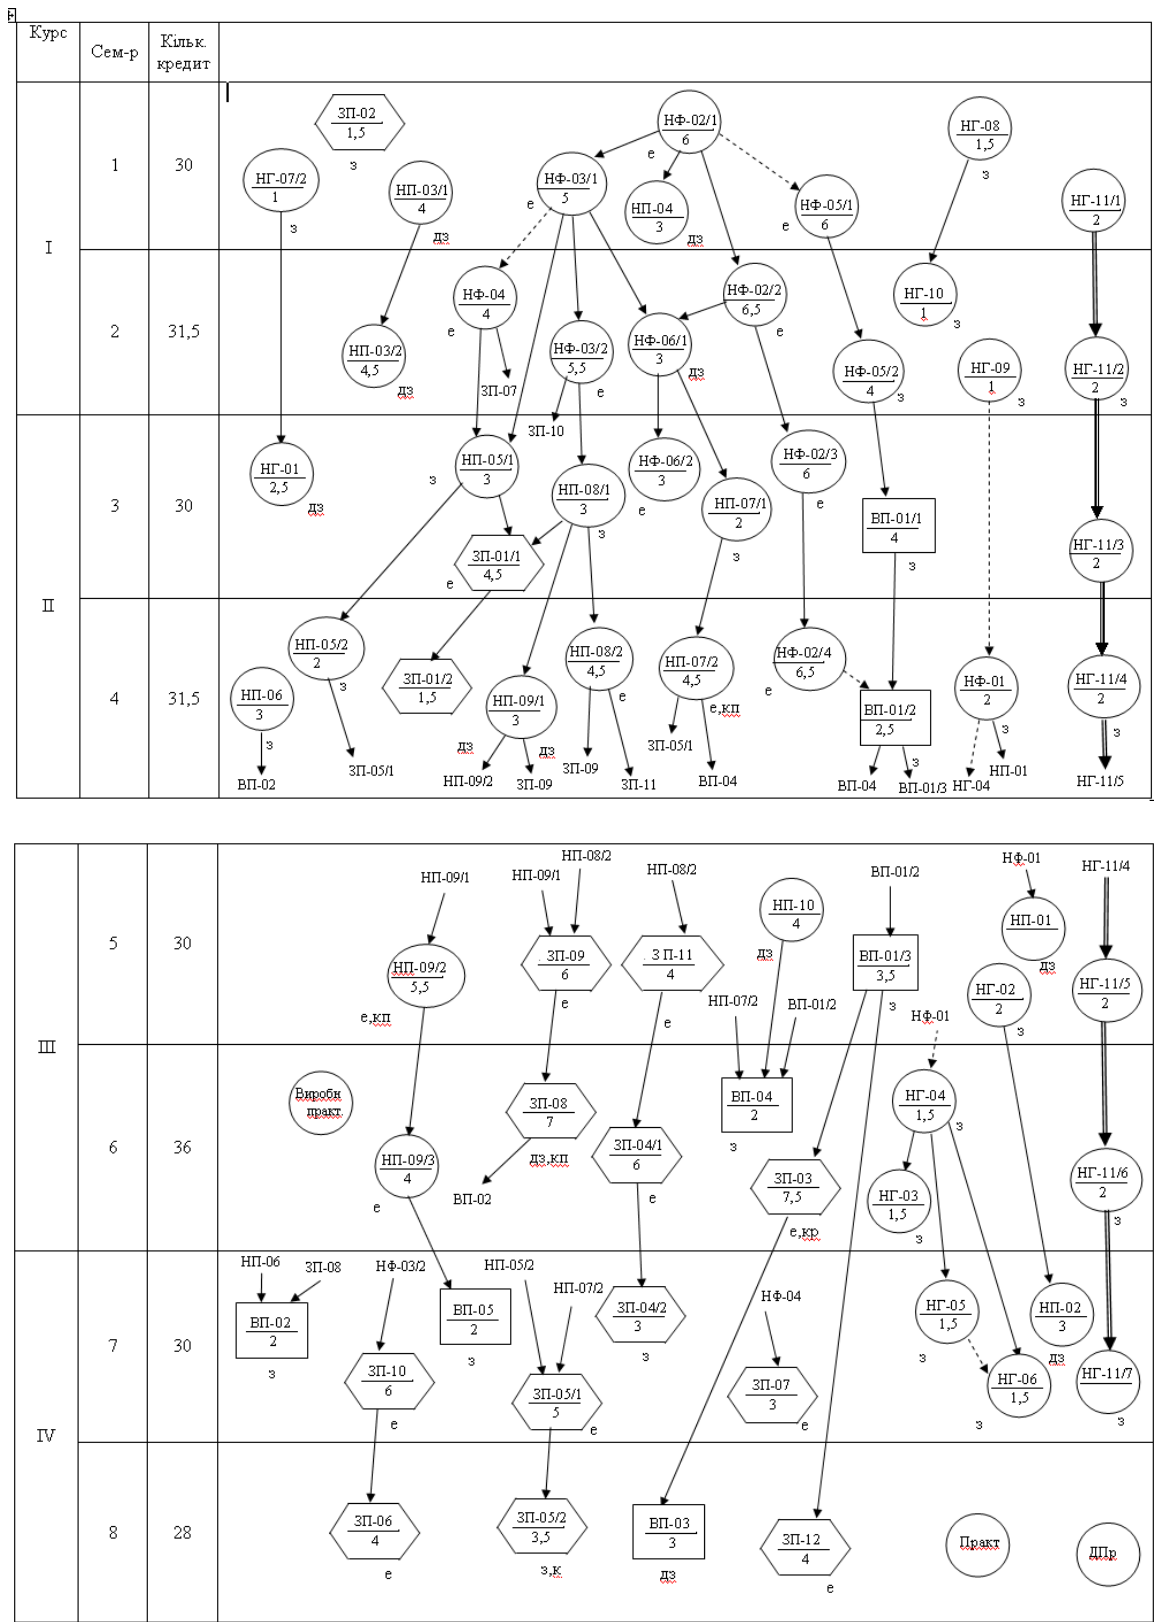 Курс
Сем-р
Кільк.
кредит
I
1
30
ЗП-02
1,5
з
НФ-02/1
6
е
НГ-08
1,5
з
НГ-07/2
1
з
НП-03/1
4
дз
НФ-03/1
5
е
НП-04
3
дз
НФ-05/1
6
е
НГ-11/1
2
2
31,5
НФ-04
4
е
НФ-02/2
6,5
е
НГ-10
1
з
НП-03/2
4,5
дз
НФ-03/2
5,5
е
НФ-06/1
3
дз
НФ-05/2
4
з
НГ-09
1
з
НГ-11/2
2
з
ЗП-07
ЗП-10
II
3
30
НГ-01
2,5
дз
НП-05/1
3
з
НП-08/1
3
з
НФ-06/2
3
е
НП-07/1
2
з
НФ-02/3
6
е
ВП-01/1
4
з
НГ-11/3
2
з
ЗП-01/1
4,5
е
4
31,5
НП-06
3
з
НП-05/2
2
з
ЗП-01/2
1,5
дз
НП-09/1
3
дз
НП-08/2
4,5
е
НП-07/2
4,5
е,кп
НФ-02/4
6,5
е
ВП-01/2
2,5
з
НФ-01
2
з
НГ-11/4
2
з
ВП-02
ЗП-05/1
НП-09/2
ЗП-09
ЗП-09
ЗП-11
ЗП-05/1
ВП-04
ВП-04
ВП-01/3
НГ-04
НП-01
НГ-11/5
III
5
30
НП-09/1
НП-09/1
НП-08/2
НП-08/2
НП-10
4
дз
ВП-01/2
НФ-01
НП-01
дз
НГ-11/4
НП-09/2
5,5
е,кп
ЗП-09
6
е
З П-11
4
е
НП-07/2
ВП-01/2
ВП-01/3
3,5
з
НФ-01
НГ-02
2
з
НГ-11/5
2
з
6
36
Виробн
практ.
НП-09/3
4
е
ЗП-08
7
дз,кп
ВП-02
ЗП-04/1
6
е
ВП-04
2
з
ЗП-03
7,5
е,кр
НГ-04
1,5
з
НГ-03
1,5
з
НГ-11/6
2
з
IV
7
30
НП-06
ЗП-08
ВП-02
2
з
НФ-03/2
ЗП-10
6
е
ВП-05
2
з
НП-05/2
НП-07/2
ЗП-05/1
5
е
ЗП-04/2
3
з
НФ-04
ЗП-07
3
е
НГ-05
1,5
з
НГ-06
1,5
з
НП-02
3
дз
НГ-11/7
з
8
28
ЗП-06
4
е
ЗП-05/2
3,5
з,к
ВП-03
3
дз
ЗП-12
4
е
Практ
ДПр